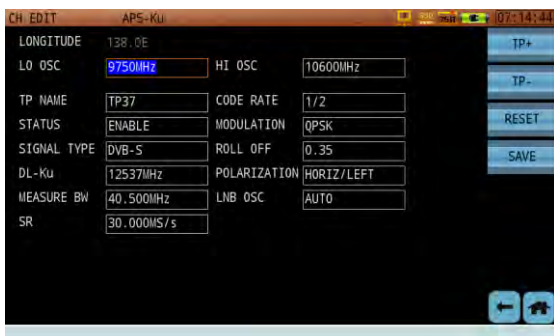 CH EDIT APS-Ku 07:14:44
LONGITUDE 138.0E
LO OSC 9750MHz HI OSC 10600MHz
TP NAME TP37 CODE RATE 1/2
STATUS ENABLE MODULATION QPSK
SIGNAL TYPE DVB-S ROLL OFF 0.35
DL-Ku 12537MHz POLARIZATION HORIZ/LEFT
MEASURE BW 40.500MHz LNB OSC AUTO
SR 30.000MS/s
TP+
TP-
RESET
SAVE